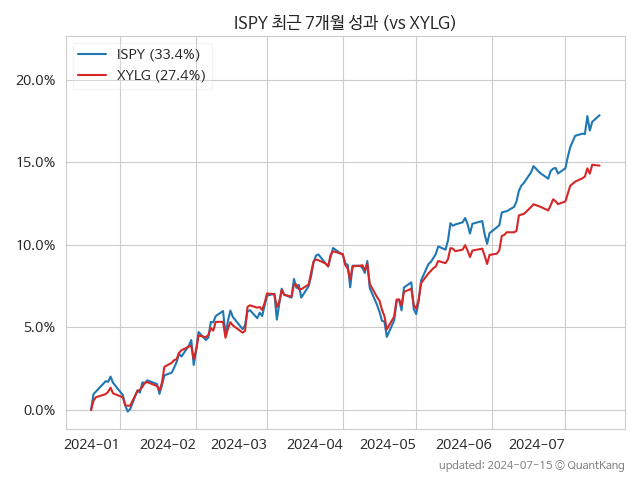 ISPY 최근 7개월 성과 (vs XYLG)
ISPY (33.4%)
XYLG (27.4%)
20.0%
15.0%
10.0%
5.0%
0.0%
2024-01 2024-02 2024-03 2024-04 2024-05 2024-06 2024-07
updated: 2024-07-15 © QuantKang